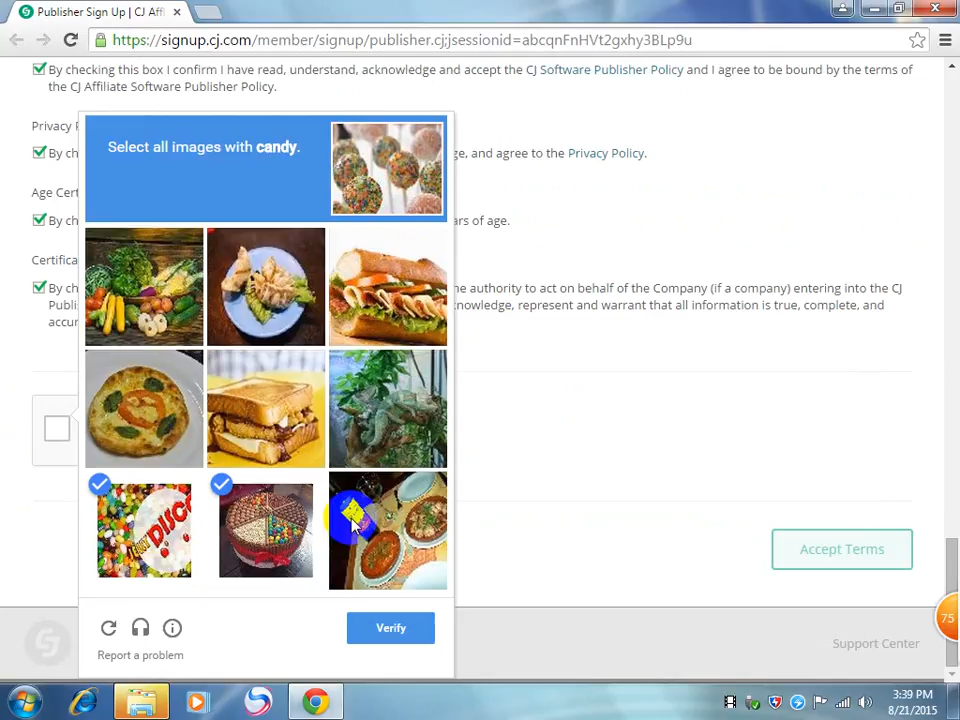 Publisher Sign Up | CJ Affi
https://signup.cj.com/member/signup/publisher.cj;jsessionid=abcqnFnHVt2gxhy3BLp9u
By checking this box I confirm I have read, understand, acknowledge and accept the CJ Software Publisher Policy and I agree to be bound by the terms of
the CJ Affiliate Software Publisher Policy.
Privacy P
By ch
ge, and agree to the Privacy Policy.
Age Cert
By ch
ars of age.
Certifica
By ch
the authority to act on behalf of the Company (if a company) entering into the CJ
Publi
knowledge, represent and warrant that all information is true, complete, and
accur
Select all images with candy.
DISCO
Verify
Report a problem
Accept Terms
75
Support Center
3:39 PM
8/21/2015